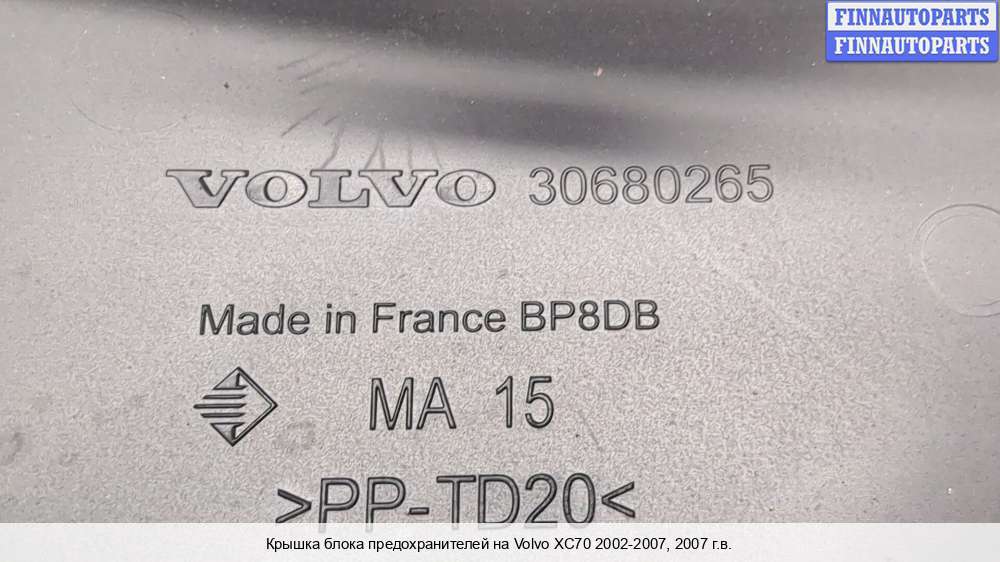 FINNAUTOPARTS
FINNAUTOPARTS
VOLVO 30680265
Made in France BP8DB
MA 15
>PP-TD20<
Крышка блока предохранителей на Volvo XC70 2002-2007, 2007 г.в.